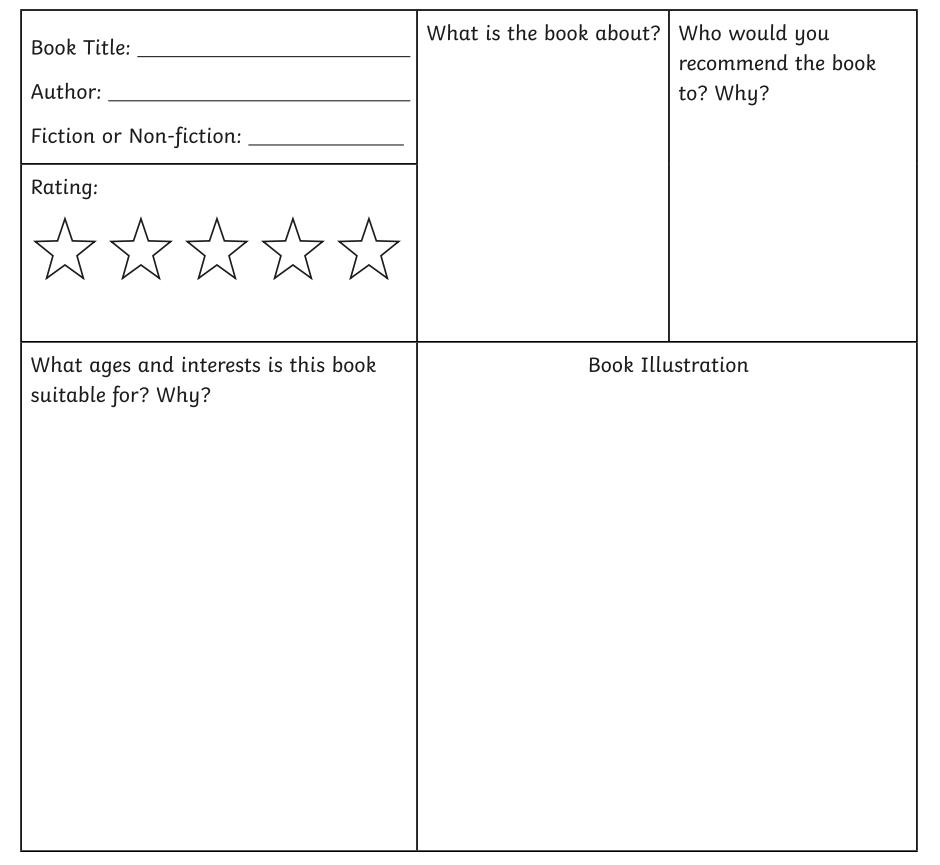 Book Title:
Author:
Fiction or Non-fiction:
Rating:
What is the book about?
Who would you
recommend the book
to? Why?
What ages and interests is this book
suitable for? Why?
Book Illustration